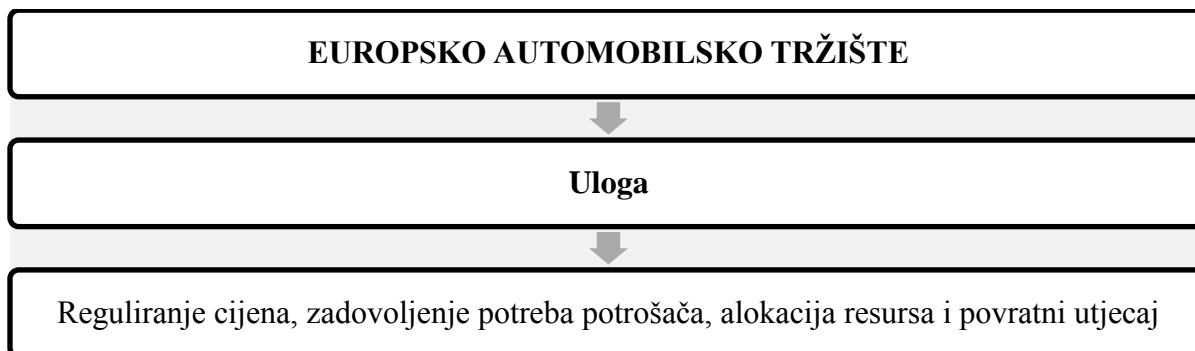 EUROPSKO AUTOMOBILSKO TRŽIŠTE
Uloga
Reguliranje cijena, zadovoljenje potreba potrošača, alokacija resursa i povratni utjecaj